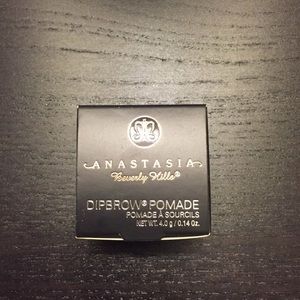 ANASTASIA
Beverly Hills®
DIPBROW® POMADE
POMADE À SOURCILS
NET WT. 4.0 g / 0.14 Oz.